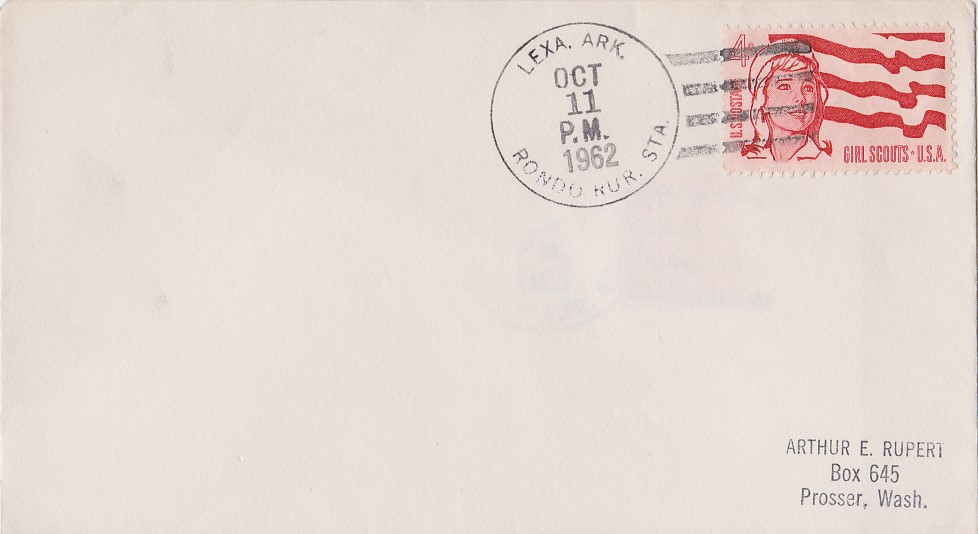 LEXA, ARK.
OCT
11
P.M.
1962
RONDO RUR. STA.
4¢
U.S. POSTAGE
GIRL SCOUTS · U.S.A.
ARTHUR E. RUPERT
Box 645
Prosser, Wash.